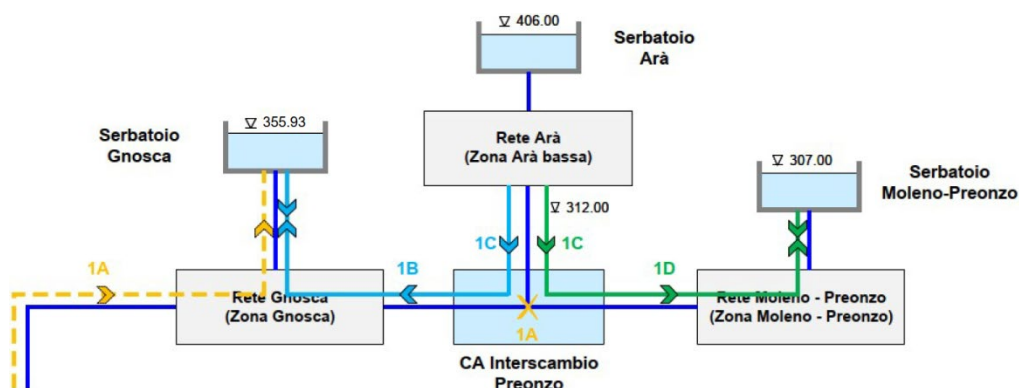 ▽ 406.00
Serbatoio
Arà
▽ 355.93
Serbatoio
Gnosca
Rete Arà
(Zona Arà bassa)
▽ 307.00
Serbatoio
Moleno-Preonzo
▽ 312.00
1C
1C
1A
1B
1D
Rete Gnosca
(Zona Gnosca)
1A
Rete Moleno - Preonzo
(Zona Moleno - Preonzo)
CA Interscambio
Preonzo